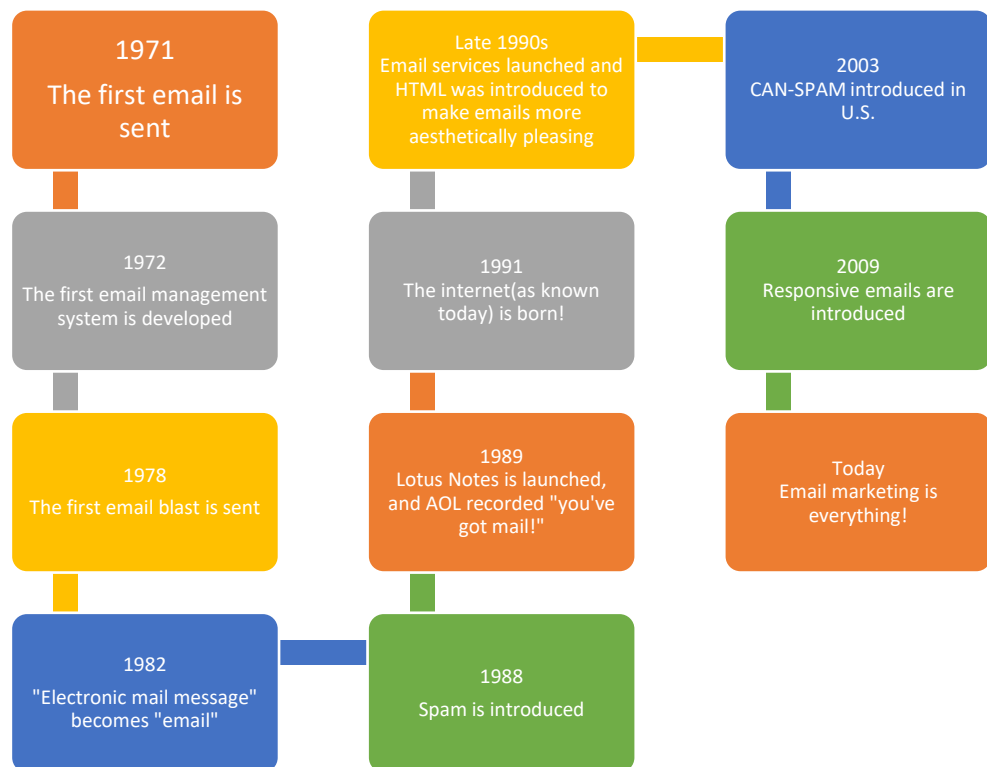 1971
The first email is
sent
1972
The first email management
system is developed
1978
The first email blast is sent
1982
"Electronic mail message"
becomes "email"
1988
Spam is introduced
1989
Lotus Notes is launched,
and AOL recorded "you've
got mail!"
1991
The internet(as known
today) is born!
Late 1990s
Email services launched and
HTML was introduced to
make emails more
aesthetically pleasing
2003
CAN-SPAM introduced in
U.S.
2009
Responsive emails are
introduced
Today
Email marketing is
everything!